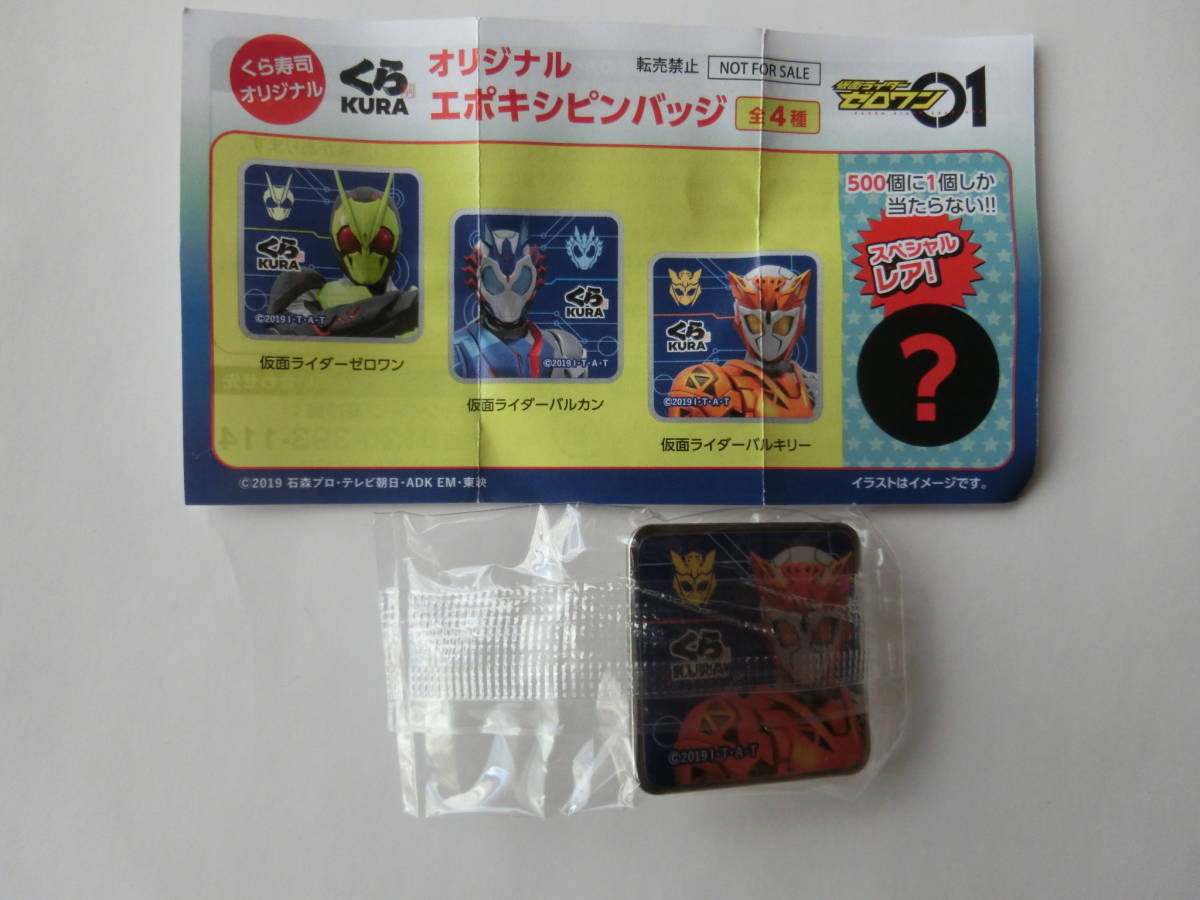 くら寿司
オリジナル
くら
KURA
オリジナル
エポキシピンバッジ
全4種
転売禁止
NOT FOR SALE
仮面ライダー
ゼロワン 01
くら
KURA
©2019 I・T・A・T
仮面ライダーゼロワン
くら
KURA
©2019 I・T・A・T
仮面ライダーバルカン
くら
KURA
©2019 I・T・A・T
仮面ライダーバルキリー
500個に1個しか
当たらない!!
スペシャル
レア!
?
©2019 石森プロ・テレビ朝日・ADK EM・東映
イラストはイメージです。
くら
KURA
©2019 I・T・A・T